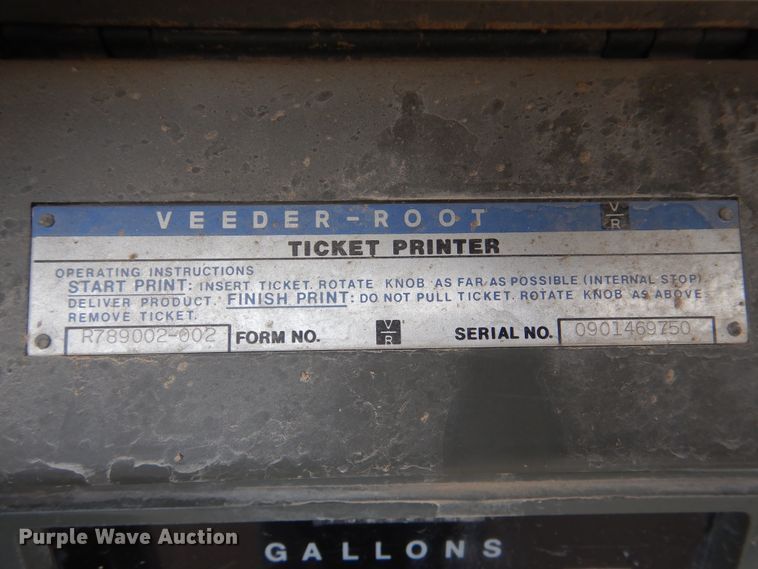 VEEDER-ROOT V/R
TICKET PRINTER
OPERATING INSTRUCTIONS
START PRINT: INSERT TICKET. ROTATE KNOB AS FAR AS POSSIBLE (INTERNAL STOP)
DELIVER PRODUCT. FINISH PRINT: DO NOT PULL TICKET. ROTATE KNOB AS ABOVE
REMOVE TICKET.
R789002-002 FORM NO. V/R SERIAL NO. 0901469750
GALLONS
Purple Wave Auction